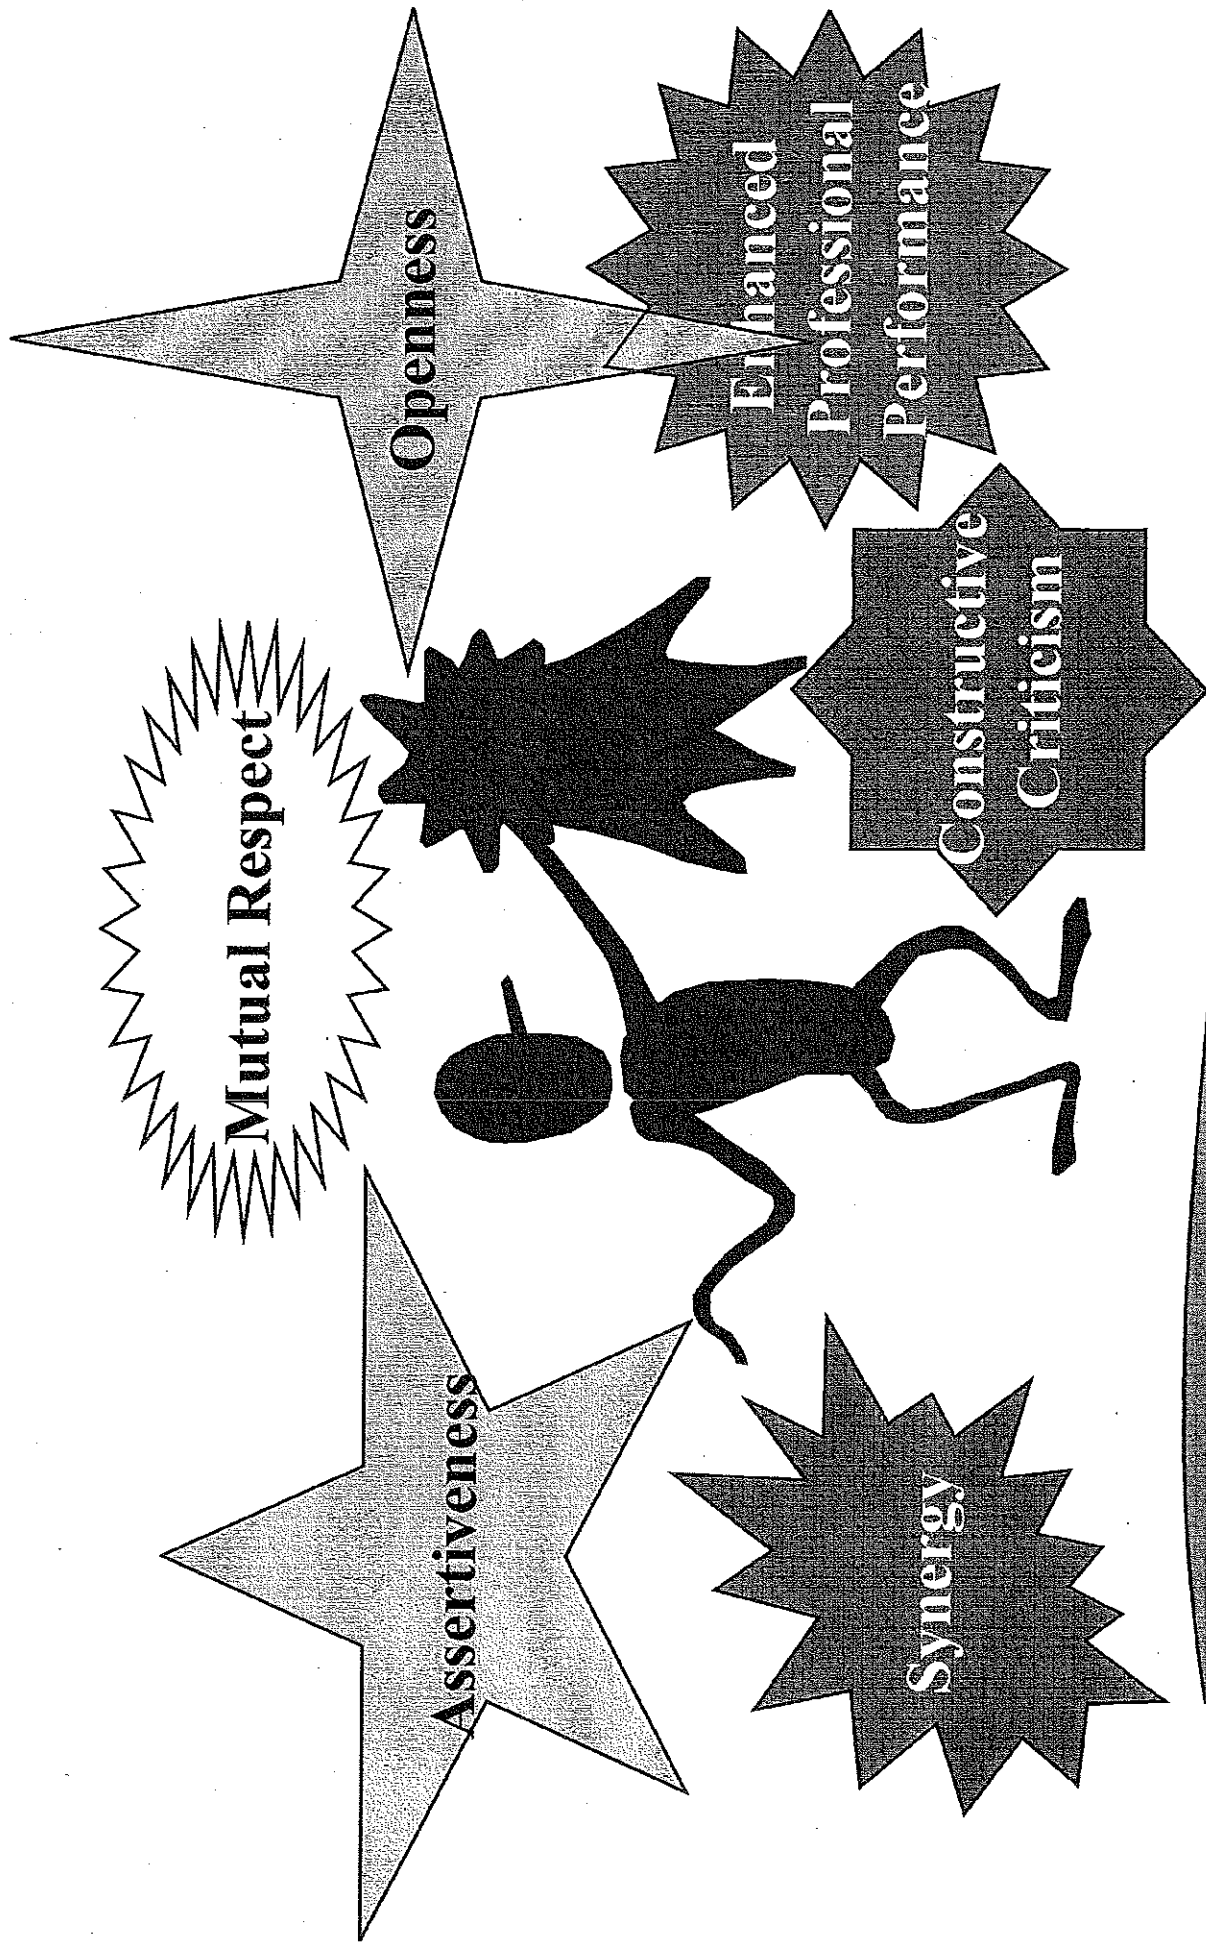 Mutual Respect
Assertiveness
Openness
Synergy
Constructive
Criticism
Enhanced
Professional
Performance